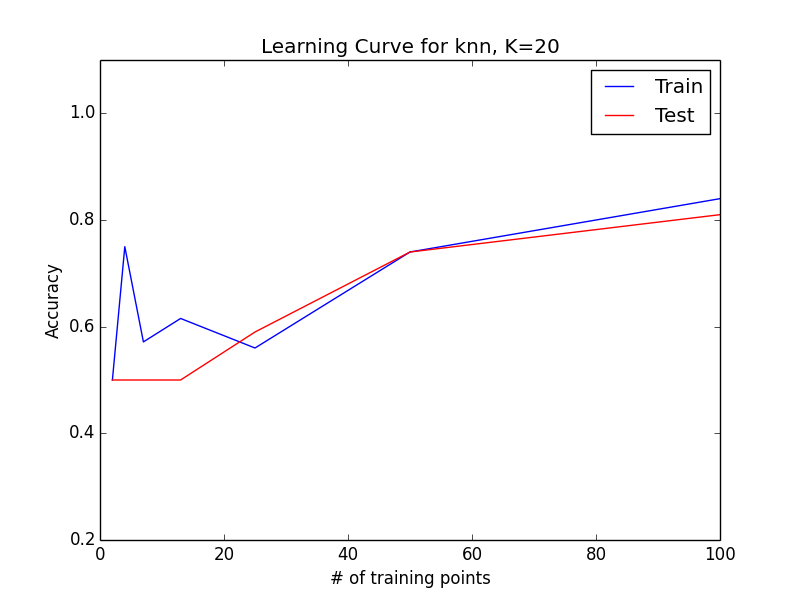 Learning Curve for knn, K=20
Train
Test
1.0
0.8
0.6
0.4
0.2
Accuracy
0 20 40 60 80 100
# of training points